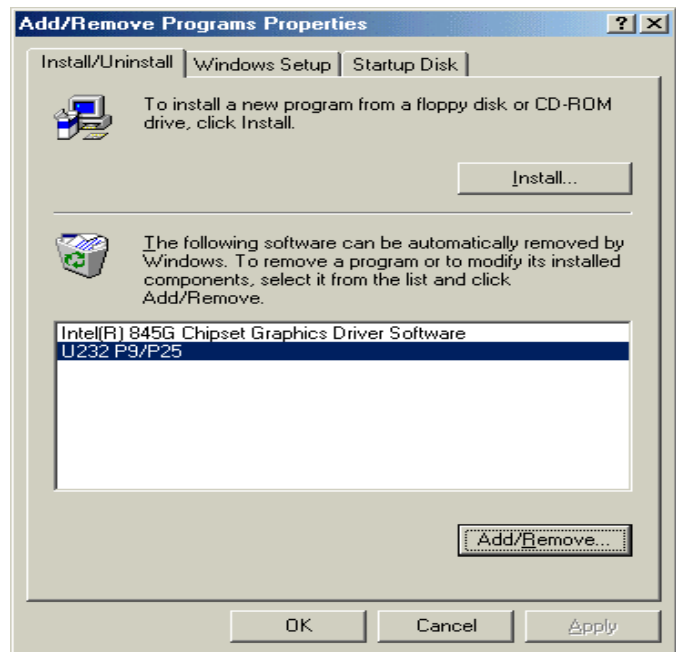 Add/Remove Programs Properties
Install/Uninstall Windows Setup Startup Disk
To install a new program from a floppy disk or CD-ROM
drive, click Install.
Install...
The following software can be automatically removed by
Windows. To remove a program or to modify its installed
components, select it from the list and click
Add/Remove.
Intel(R) 845G Chipset Graphics Driver Software
U232 P9/P25
Add/Remove...
OK Cancel Apply